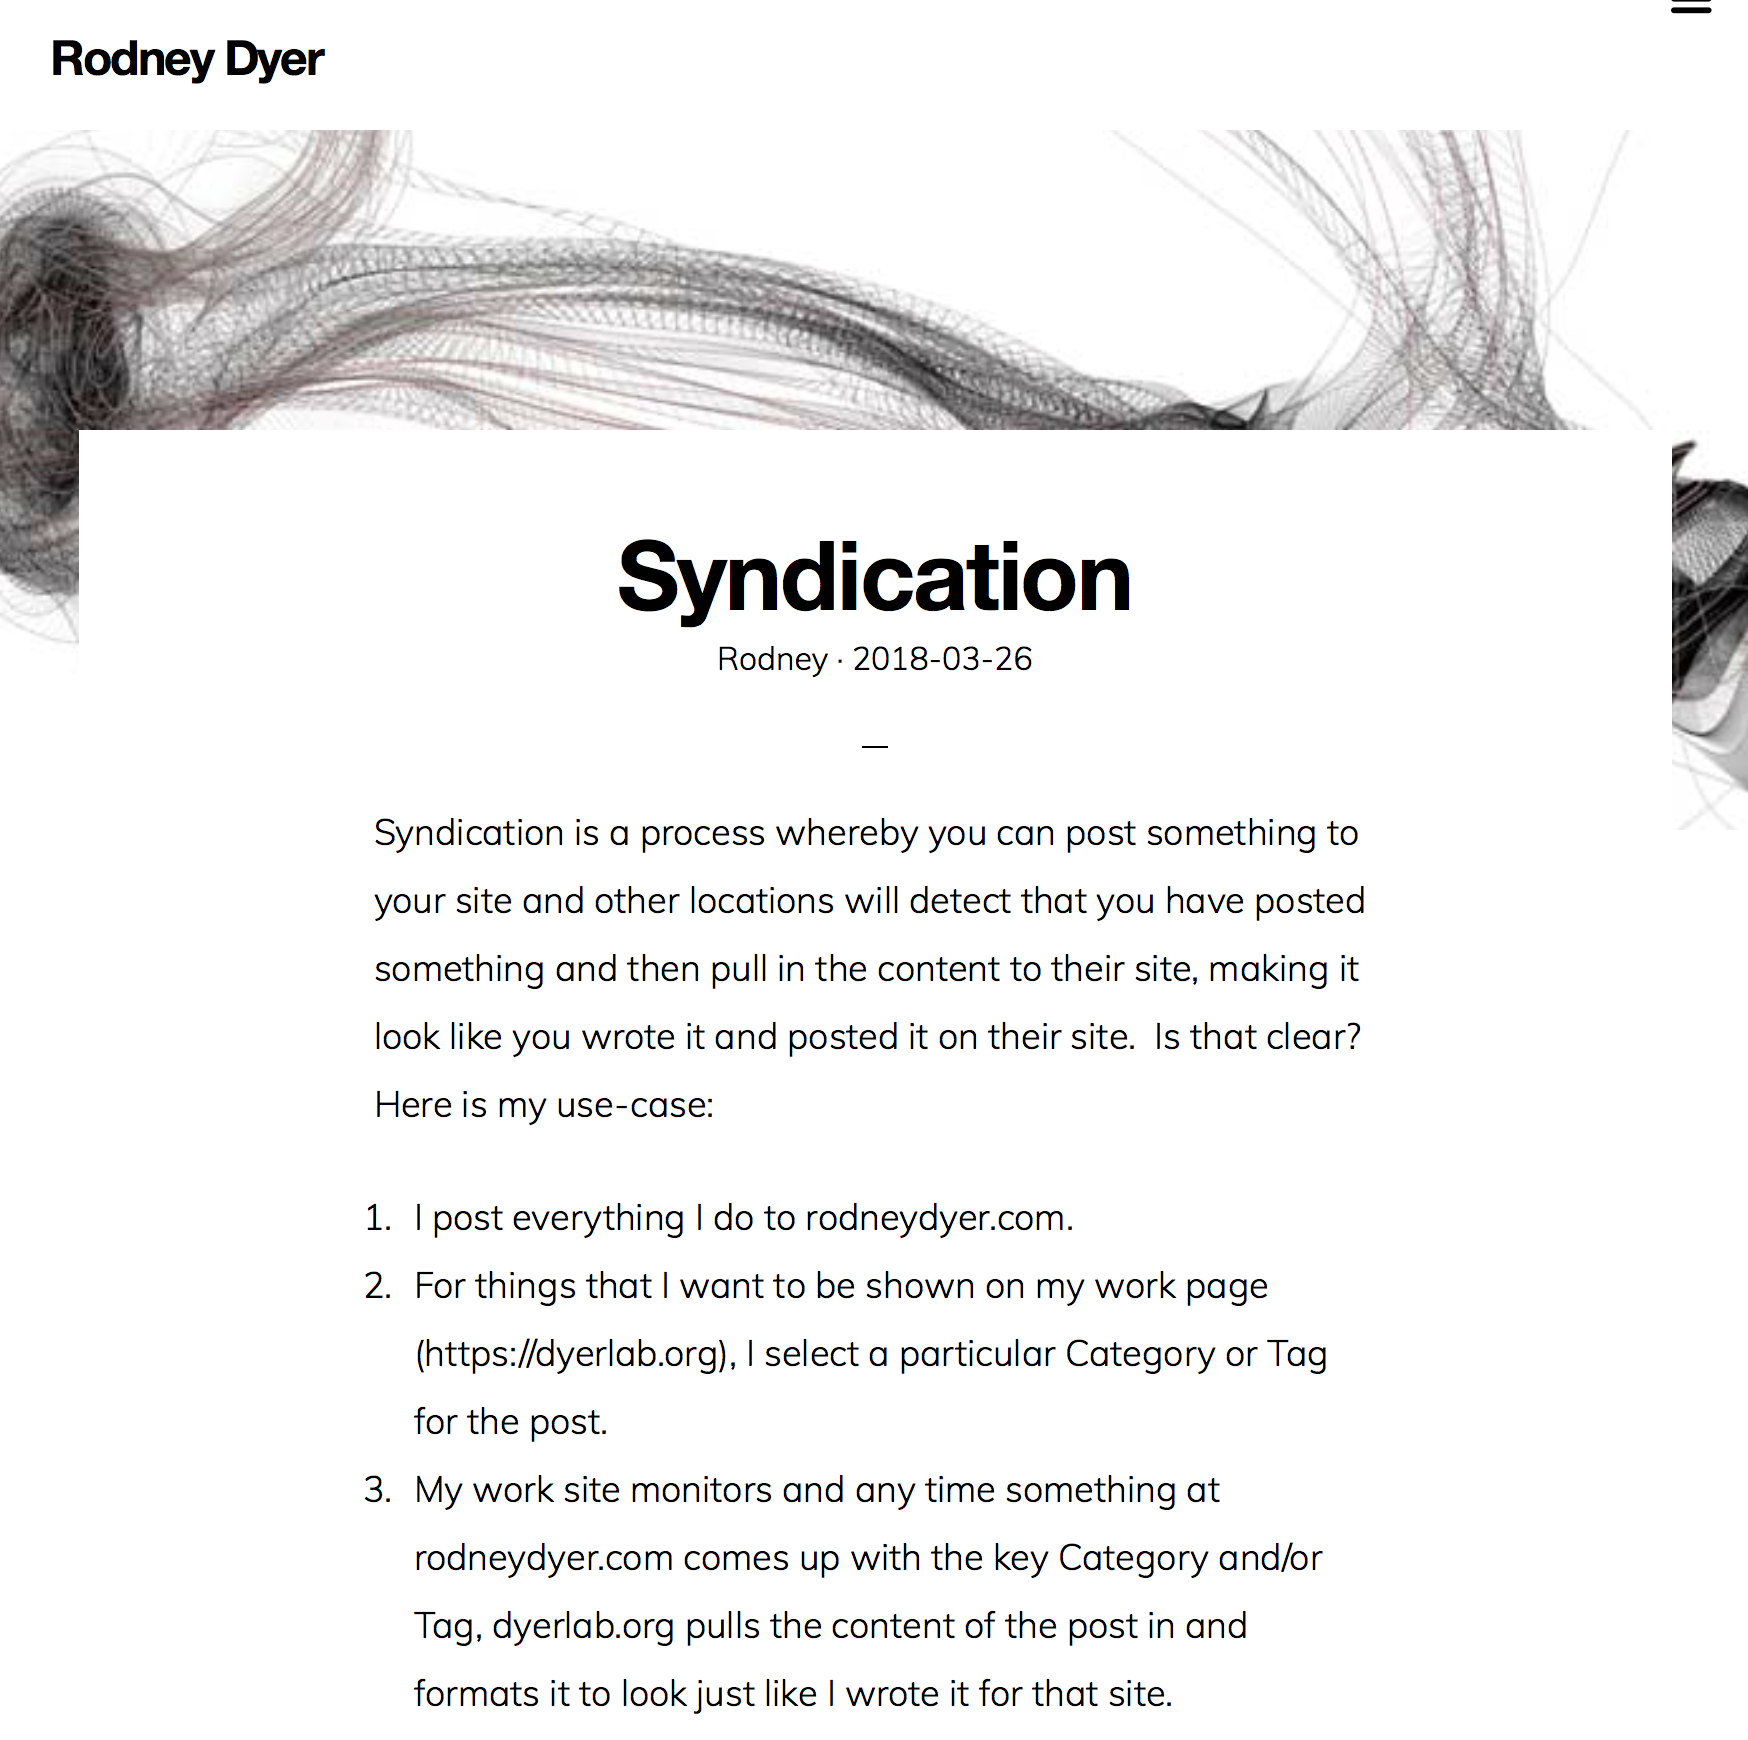 Rodney Dyer
Syndication
Rodney · 2018-03-26
Syndication is a process whereby you can post something to
your site and other locations will detect that you have posted
something and then pull in the content to their site, making it
look like you wrote it and posted it on their site.  Is that clear?
Here is my use-case:
1. I post everything I do to rodneydyer.com.
2. For things that I want to be shown on my work page
(https://dyerlab.org), I select a particular Category or Tag
for the post.
3. My work site monitors and any time something at
rodneydyer.com comes up with the key Category and/or
Tag, dyerlab.org pulls the content of the post in and
formats it to look just like I wrote it for that site.